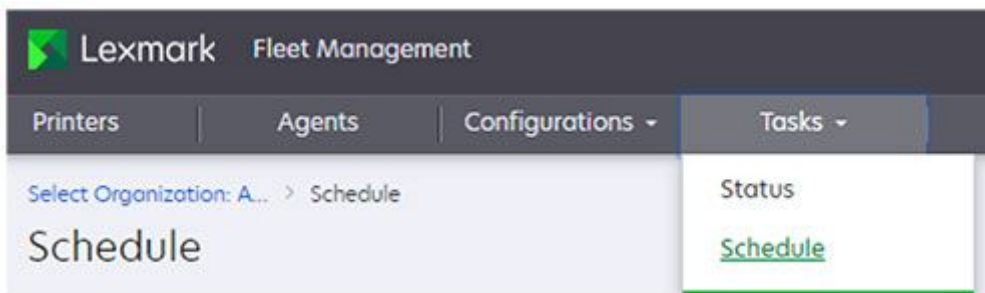 Lexmark Fleet Management
Printers Agents Configurations Tasks
Select Organization: A... > Schedule
Schedule
Status
Schedule